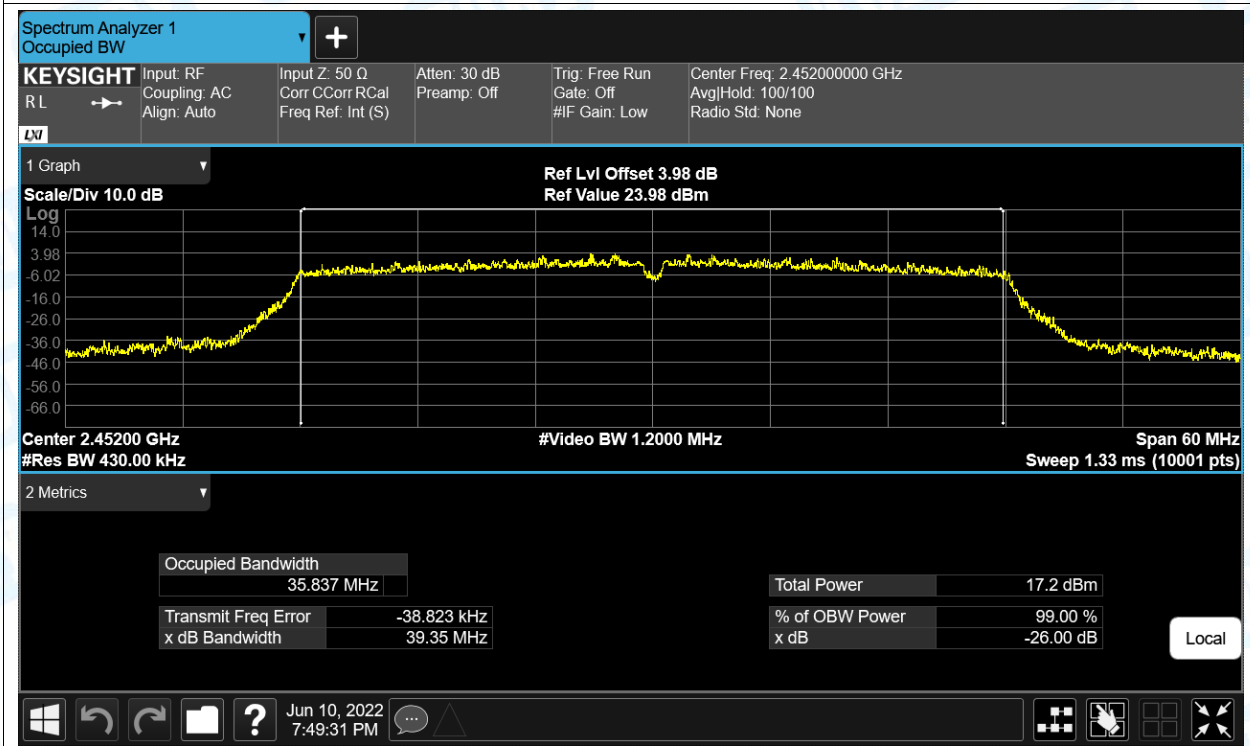 Spectrum Analyzer 1
Occupied BW
+
KEYSIGHT Input: RF Input Z: 50 Ω Atten: 30 dB Trig: Free Run Center Freq: 2.452000000 GHz
R L Coupling: AC Corr CCorr RCal Preamp: Off Gate: Off Avg|Hold: 100/100
Align: Auto Freq Ref: Int (S) #IF Gain: Low Radio Std: None
LXI
1 Graph Ref Lvl Offset 3.98 dB
Scale/Div 10.0 dB Ref Value 23.98 dBm
Log
14.0
3.98
-6.02
-16.0
-26.0
-36.0
-46.0
-56.0
-66.0
Center 2.45200 GHz #Video BW 1.2000 MHz Span 60 MHz
#Res BW 430.00 kHz Sweep 1.33 ms (10001 pts)
2 Metrics
Occupied Bandwidth
35.837 MHz Total Power 17.2 dBm
Transmit Freq Error -38.823 kHz % of OBW Power 99.00 %
x dB Bandwidth 39.35 MHz x dB -26.00 dB
Local
? Jun 10, 2022
7:49:31 PM